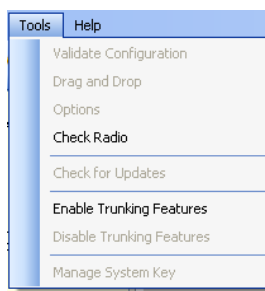 Tools Help
Validate Configuration
Drag and Drop
Options
Check Radio
Check for Updates
Enable Trunking Features
Disable Trunking Features
Manage System Key